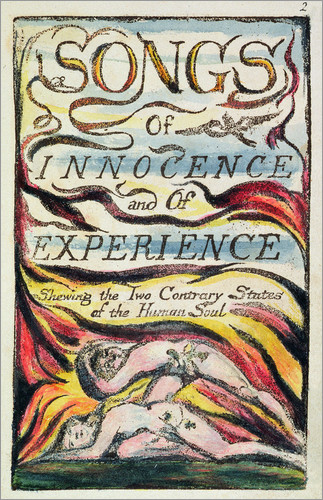 2
SONGS
Of
INNOCENCE
and Of
EXPERIENCE
Shewing the Two Contrary States
of the Human Soul